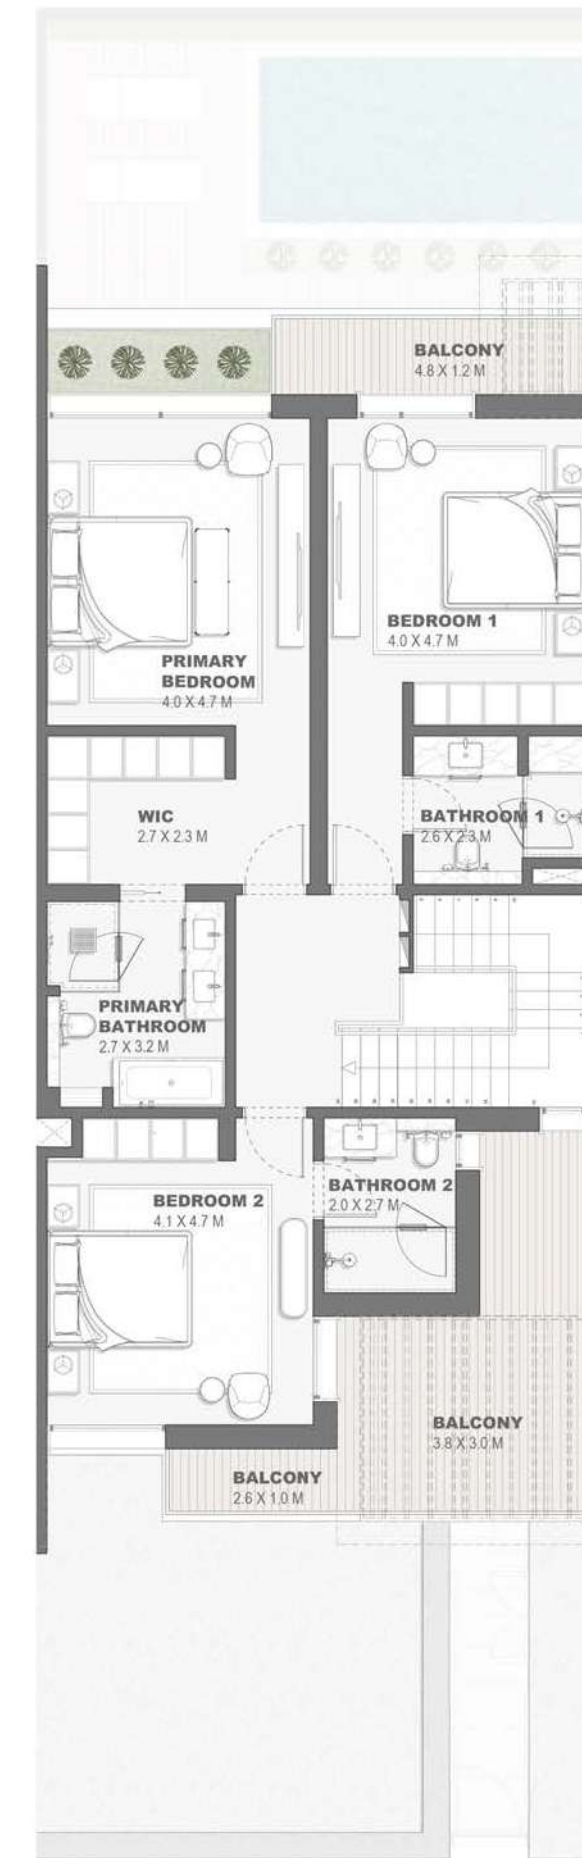 BALCONY
4.8 X 1.2 M
BEDROOM 1
4.0 X 4.7 M
PRIMARY
BEDROOM
4.0 X 4.7 M
WIC
2.7 X 2.3 M
BATHROOM 1
2.6 X 2.3 M
PRIMARY
BATHROOM
2.7 X 3.2 M
BATHROOM 2
2.0 X 2.7 M
BEDROOM 2
4.1 X 4.7 M
BALCONY
3.8 X 3.0 M
BALCONY
2.6 X 1.0 M